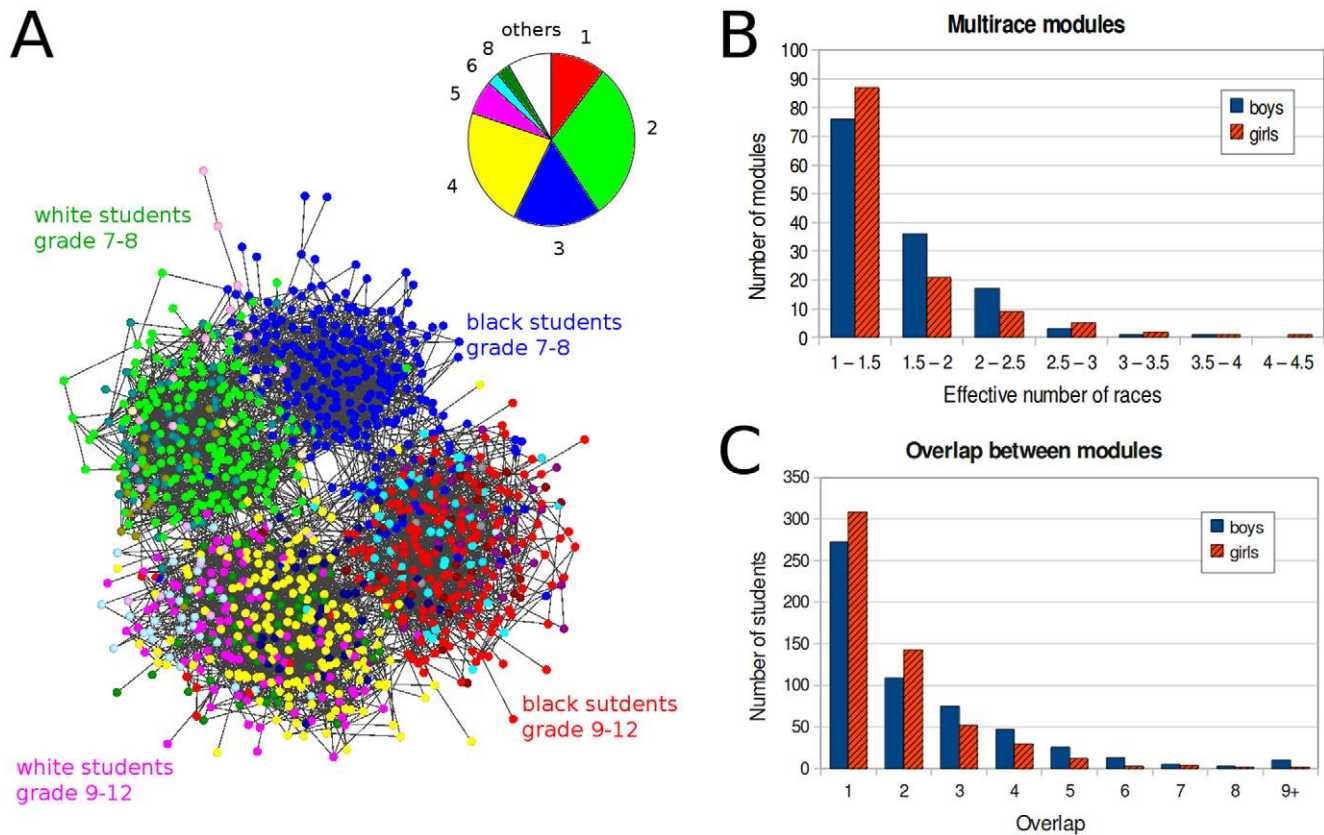 A
others
1
2
3
4
5
6
8
white students
grade 7-8
black students
grade 7-8
black sutdents
grade 9-12
white students
grade 9-12
B
Multirace modules
Number of modules
100
90
80
70
60
50
40
30
20
10
0
boys
girls
1 – 1.5 1.5 – 2 2 – 2.5 2.5 – 3 3 – 3.5 3.5 – 4 4 – 4.5
Effective number of races
C
Overlap between modules
Number of students
350
300
250
200
150
100
50
0
boys
girls
1 2 3 4 5 6 7 8 9+
Overlap